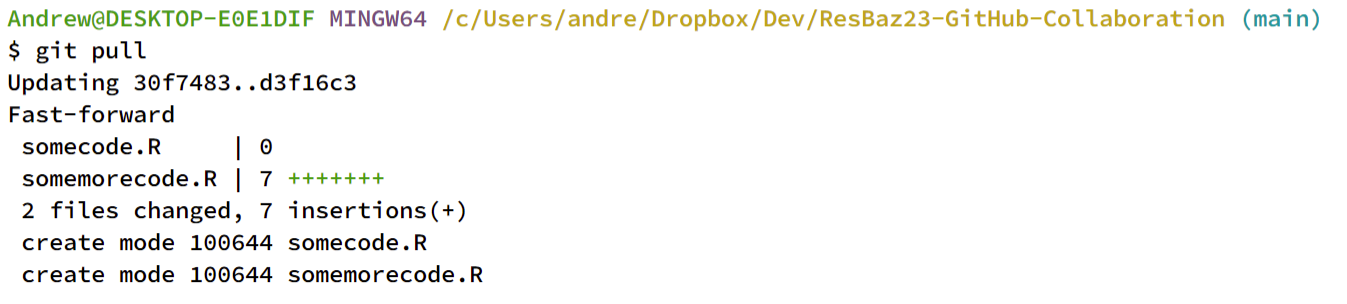 Andrew@DESKTOP-E0E1DIF MINGW64 /c/Users/andre/Dropbox/Dev/ResBaz23-GitHub-Collaboration (main)
$ git pull
Updating 30f7483..d3f16c3
Fast-forward
 somecode.R     | 0
 somemorecode.R | 7 +++++++
 2 files changed, 7 insertions(+)
 create mode 100644 somecode.R
 create mode 100644 somemorecode.R